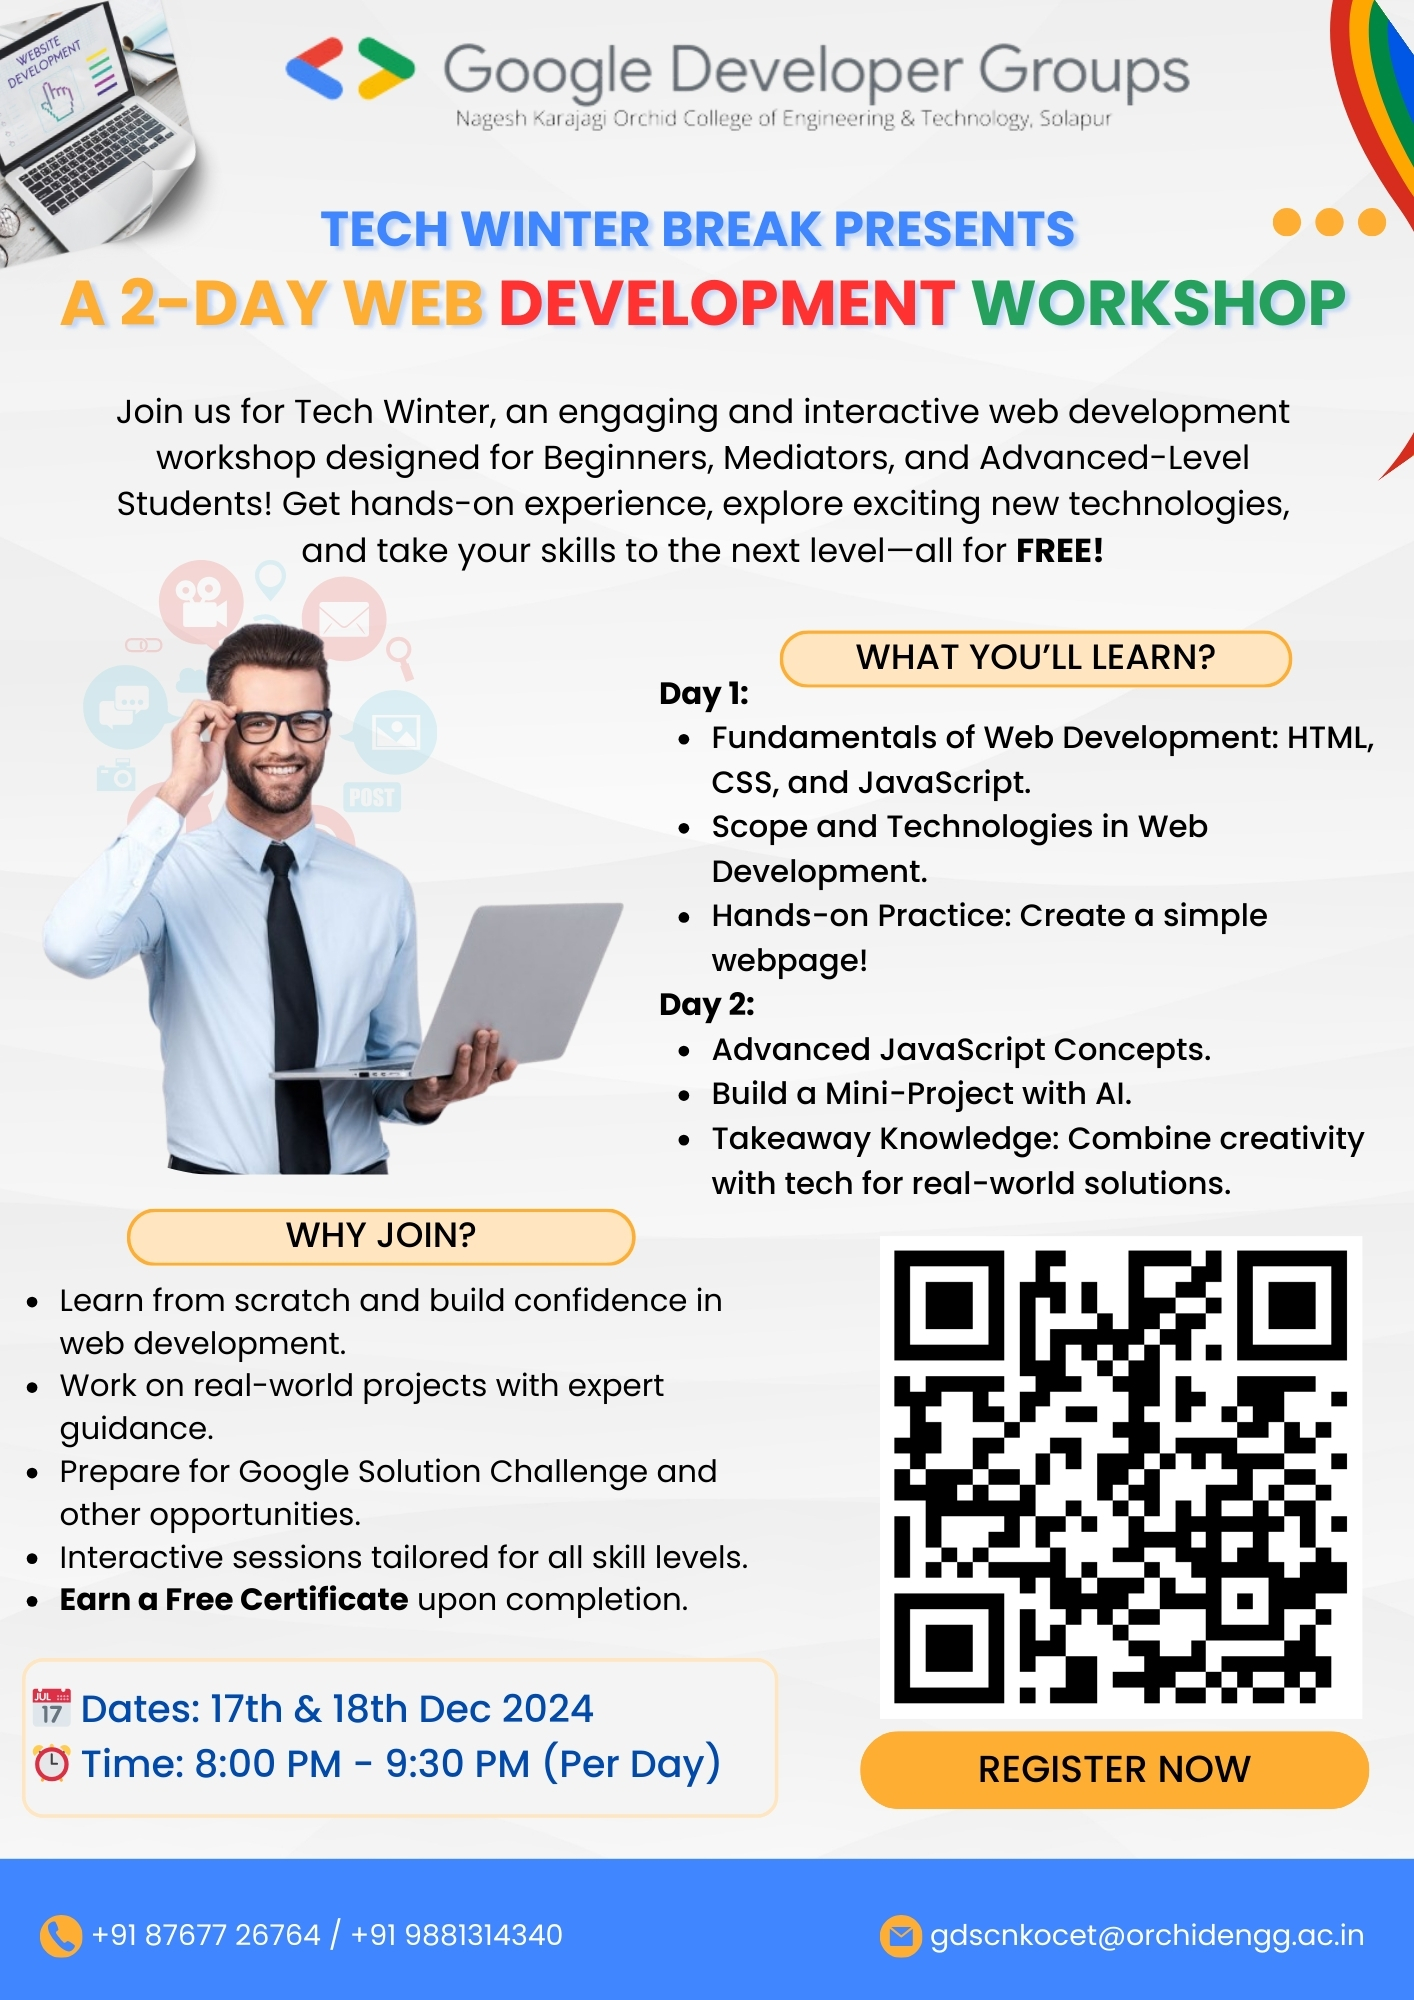 WEBSITE
DEVELOPMENT
Google Developer Groups
Nagesh Karajagi Orchid College of Engineering & Technology, Solapur
TECH WINTER BREAK PRESENTS
A 2-DAY WEB DEVELOPMENT WORKSHOP
Join us for Tech Winter, an engaging and interactive web development
workshop designed for Beginners, Mediators, and Advanced-Level
Students! Get hands-on experience, explore exciting new technologies,
and take your skills to the next level—all for FREE!
POST
WHAT YOU’LL LEARN?
Day 1:
• Fundamentals of Web Development: HTML,
CSS, and JavaScript.
• Scope and Technologies in Web
Development.
• Hands-on Practice: Create a simple
webpage!
Day 2:
• Advanced JavaScript Concepts.
• Build a Mini-Project with AI.
• Takeaway Knowledge: Combine creativity
with tech for real-world solutions.
WHY JOIN?
• Learn from scratch and build confidence in
web development.
• Work on real-world projects with expert
guidance.
• Prepare for Google Solution Challenge and
other opportunities.
• Interactive sessions tailored for all skill levels.
• Earn a Free Certificate upon completion.
JUL
17
Dates: 17th & 18th Dec 2024
Time: 8:00 PM - 9:30 PM (Per Day)
REGISTER NOW
+91 87677 26764 / +91 9881314340
gdscnkocet@orchidengg.ac.in